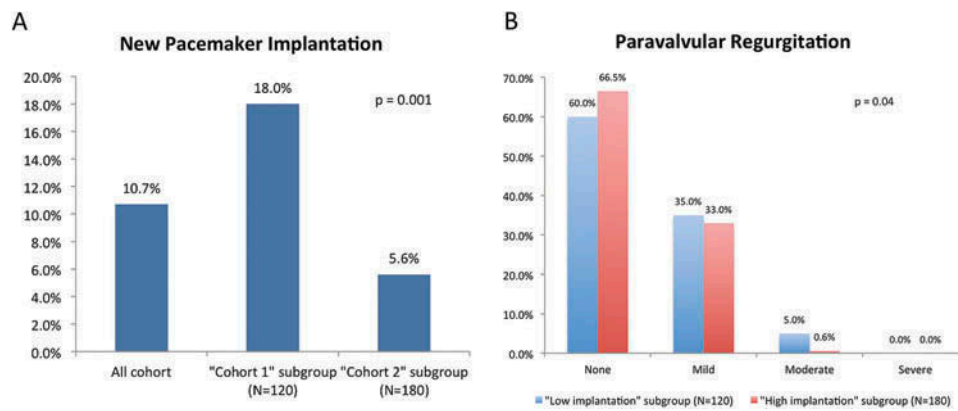 A
New Pacemaker Implantation
20.0%
18.0%
16.0%
14.0%
12.0%
10.0%
8.0%
6.0%
4.0%
2.0%
0.0%
10.7%
18.0%
5.6%
p = 0.001
All cohort
"Cohort 1" subgroup
(N=120)
"Cohort 2" subgroup
(N=180)
B
Paravalvular Regurgitation
70.0%
60.0%
50.0%
40.0%
30.0%
20.0%
10.0%
0.0%
60.0%
66.5%
35.0%
33.0%
5.0%
0.6%
0.0%
0.0%
p = 0.04
None
Mild
Moderate
Severe
"Low implantation" subgroup (N=120)
"High implantation" subgroup (N=180)